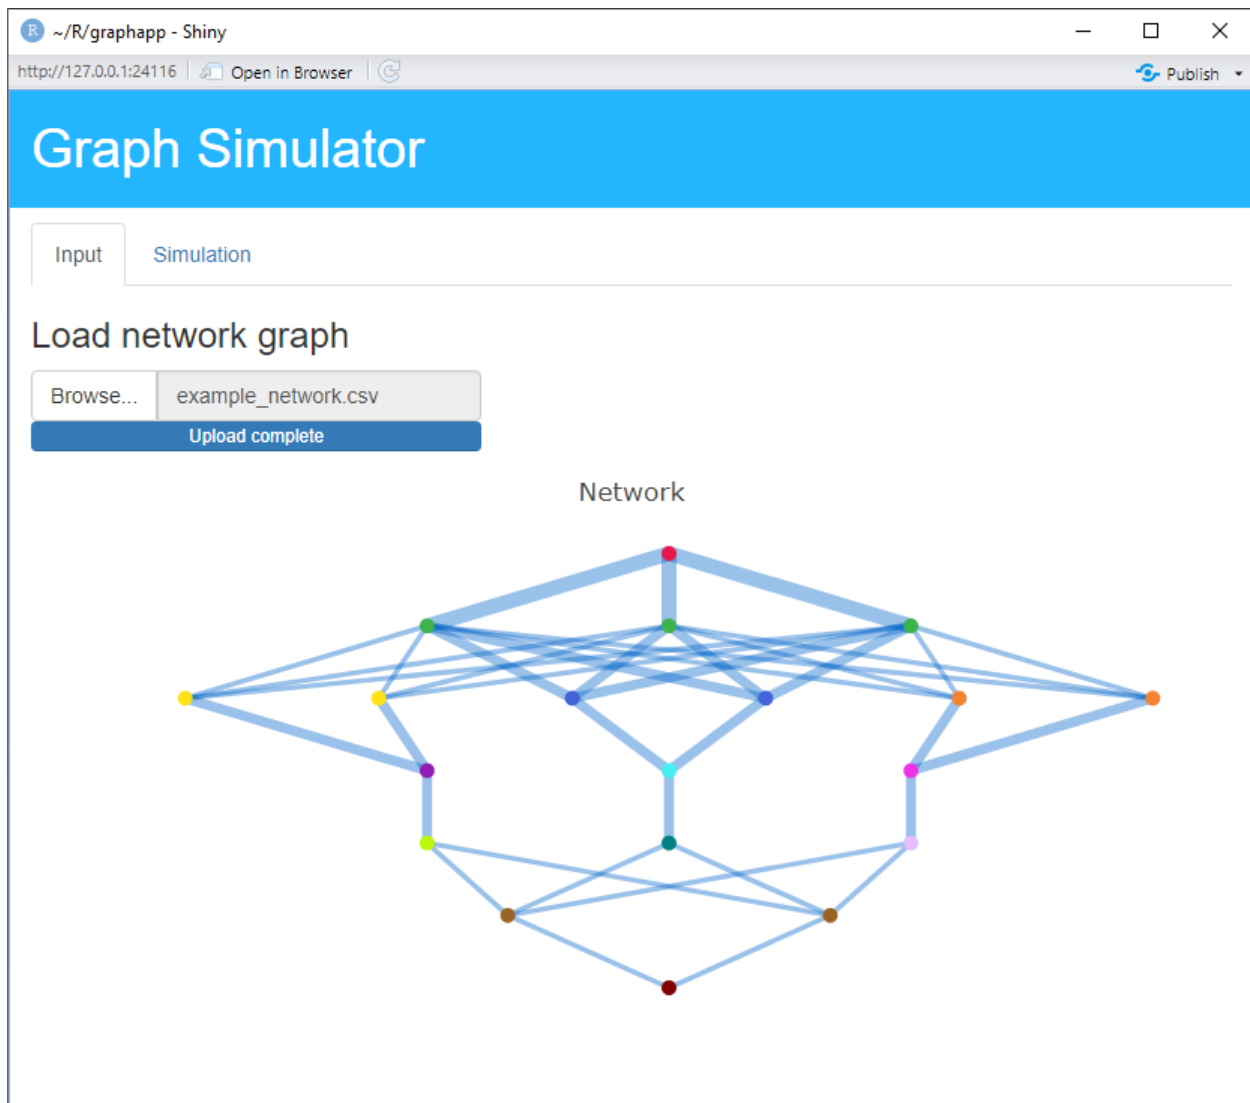 R ~/R/graphapp - Shiny
http://127.0.0.1:24116 Open in Browser Publish
Graph Simulator
Input Simulation
Load network graph
Browse... example_network.csv
Upload complete
Network